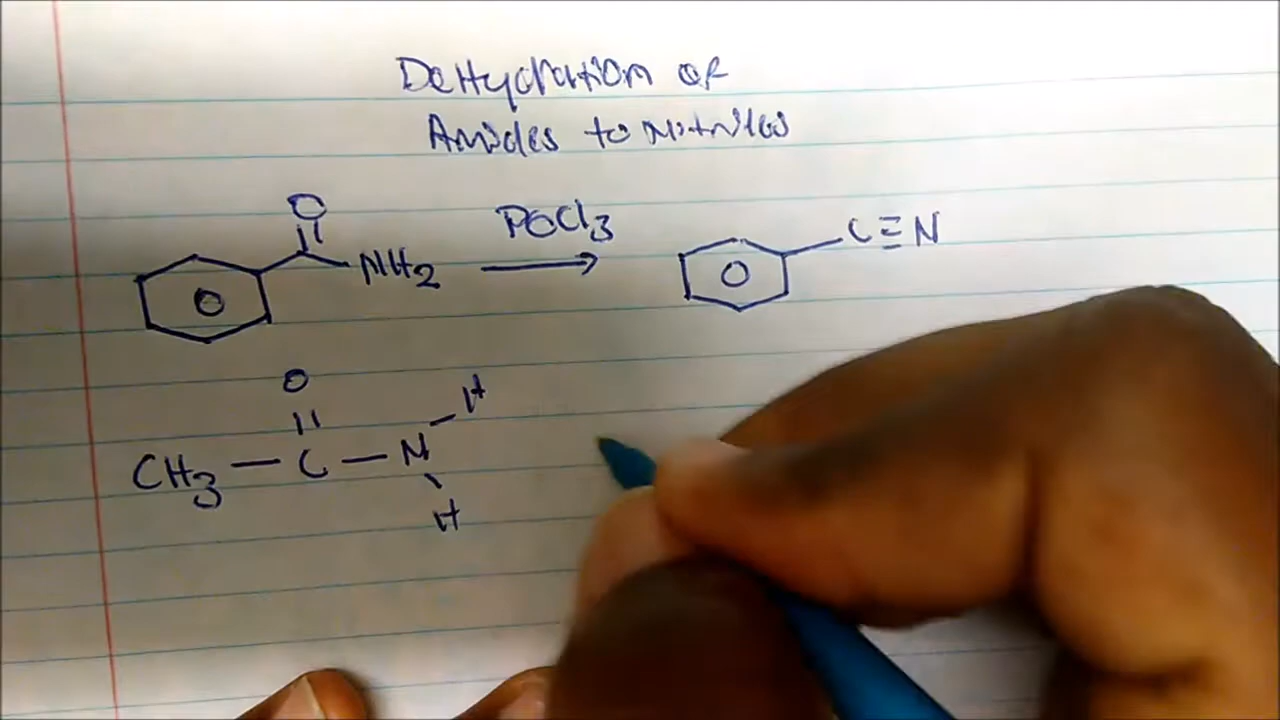 DeHydration of
Amides to Nitriles
O
NH2
POCl3
C≡N
O
H
CH3 — C — N
H